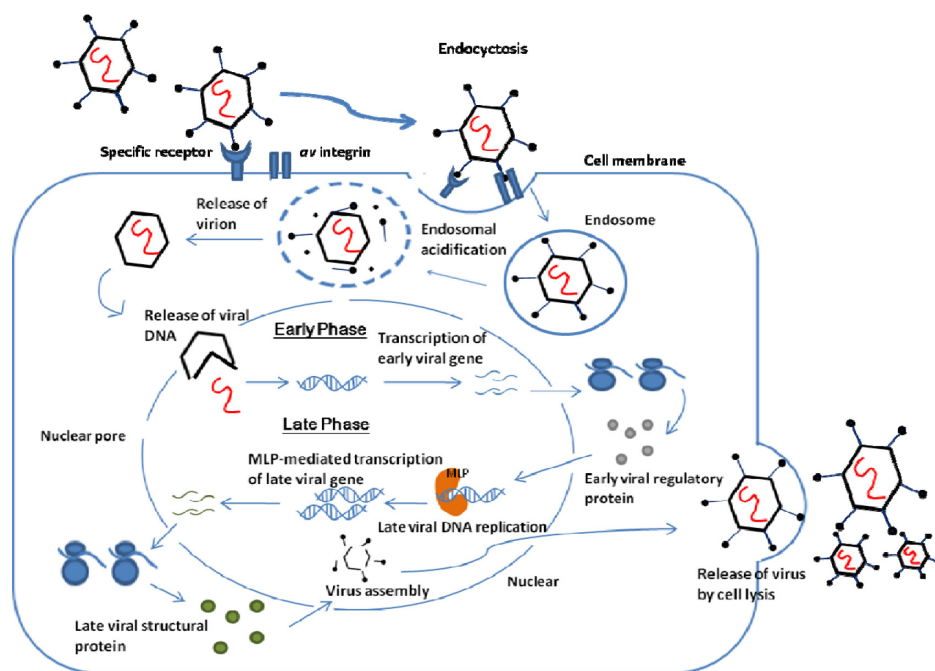 Endocyctosis
Specific receptor
αv integrin
Cell membrane
Release of
virion
Endosomal
acidification
Endosome
Release of viral
DNA
Early Phase
Transcription of
early viral gene
Nuclear pore
Late Phase
MLP-mediated transcription
of late viral gene
MLP
Early viral regulatory
protein
Late viral DNA replication
Virus assembly
Nuclear
Release of virus
by cell lysis
Late viral structural
protein